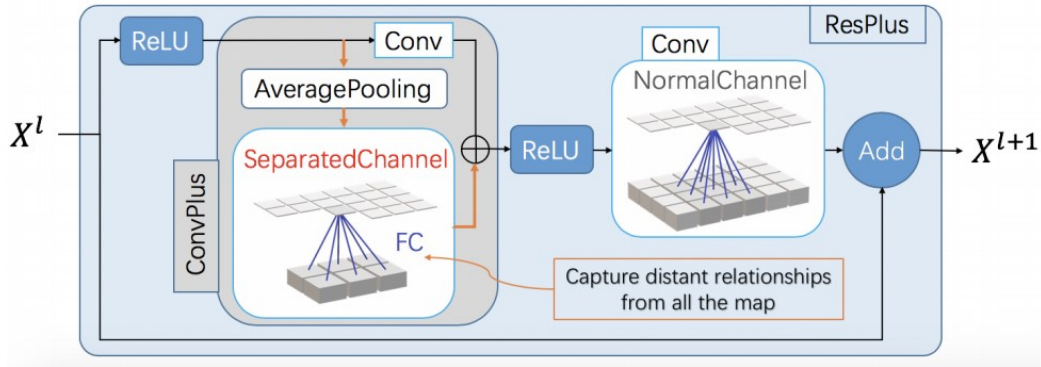 ResPlus
ReLU
Conv
Conv
NormalChannel
AveragePooling
X^l
SeparatedChannel
ReLU
Add
X^{l+1}
ConvPlus
FC
Capture distant relationships
from all the map